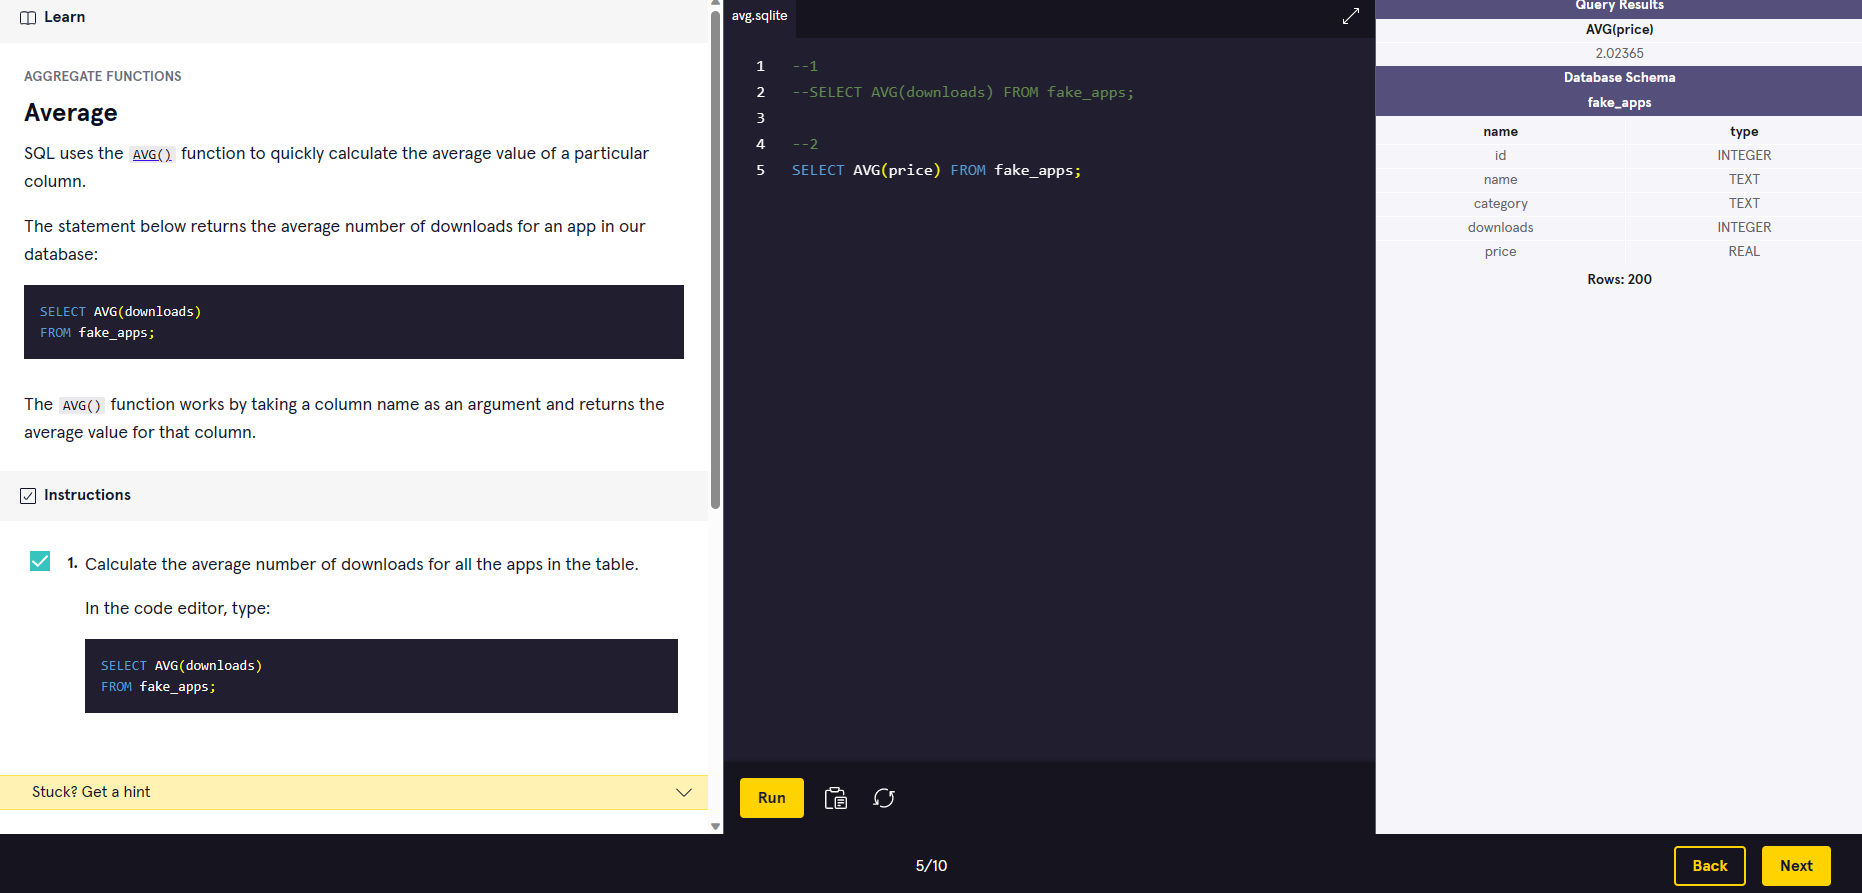 Learn
AGGREGATE FUNCTIONS
Average
SQL uses the AVG() function to quickly calculate the average value of a particular
column.
The statement below returns the average number of downloads for an app in our
database:
SELECT AVG(downloads)
FROM fake_apps;
The AVG() function works by taking a column name as an argument and returns the
average value for that column.
Instructions
1. Calculate the average number of downloads for all the apps in the table.
In the code editor, type:
SELECT AVG(downloads)
FROM fake_apps;
Stuck? Get a hint
avg.sqlite
1 --1
2 --SELECT AVG(downloads) FROM fake_apps;
3
4 --2
5 SELECT AVG(price) FROM fake_apps;
Run
Query Results
AVG(price)
2.02365
Database Schema
fake_apps
name type
id INTEGER
name TEXT
category TEXT
downloads INTEGER
price REAL
Rows: 200
5/10
Back
Next